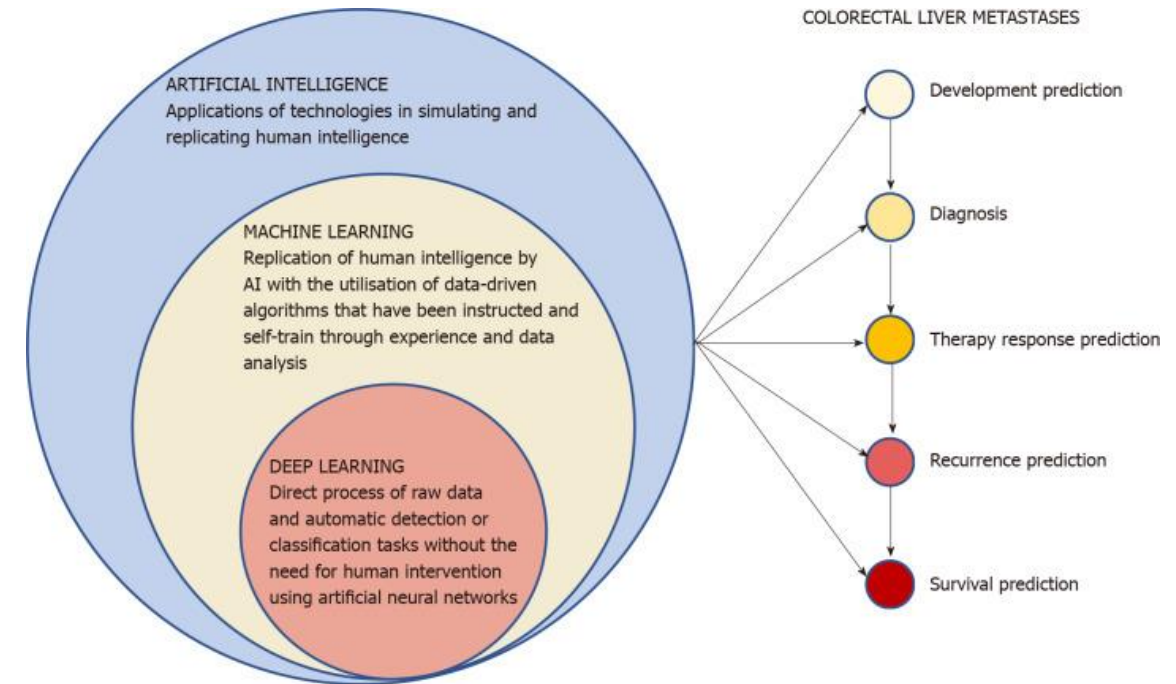 COLORECTAL LIVER METASTASES
ARTIFICIAL INTELLIGENCE
Applications of technologies in simulating and
replicating human intelligence
MACHINE LEARNING
Replication of human intelligence by
AI with the utilisation of data-driven
algorithms that have been instructed and
self-train through experience and data
analysis
DEEP LEARNING
Direct process of raw data
and automatic detection or
classification tasks without the
need for human intervention
using artificial neural networks
Development prediction
Diagnosis
Therapy response prediction
Recurrence prediction
Survival prediction